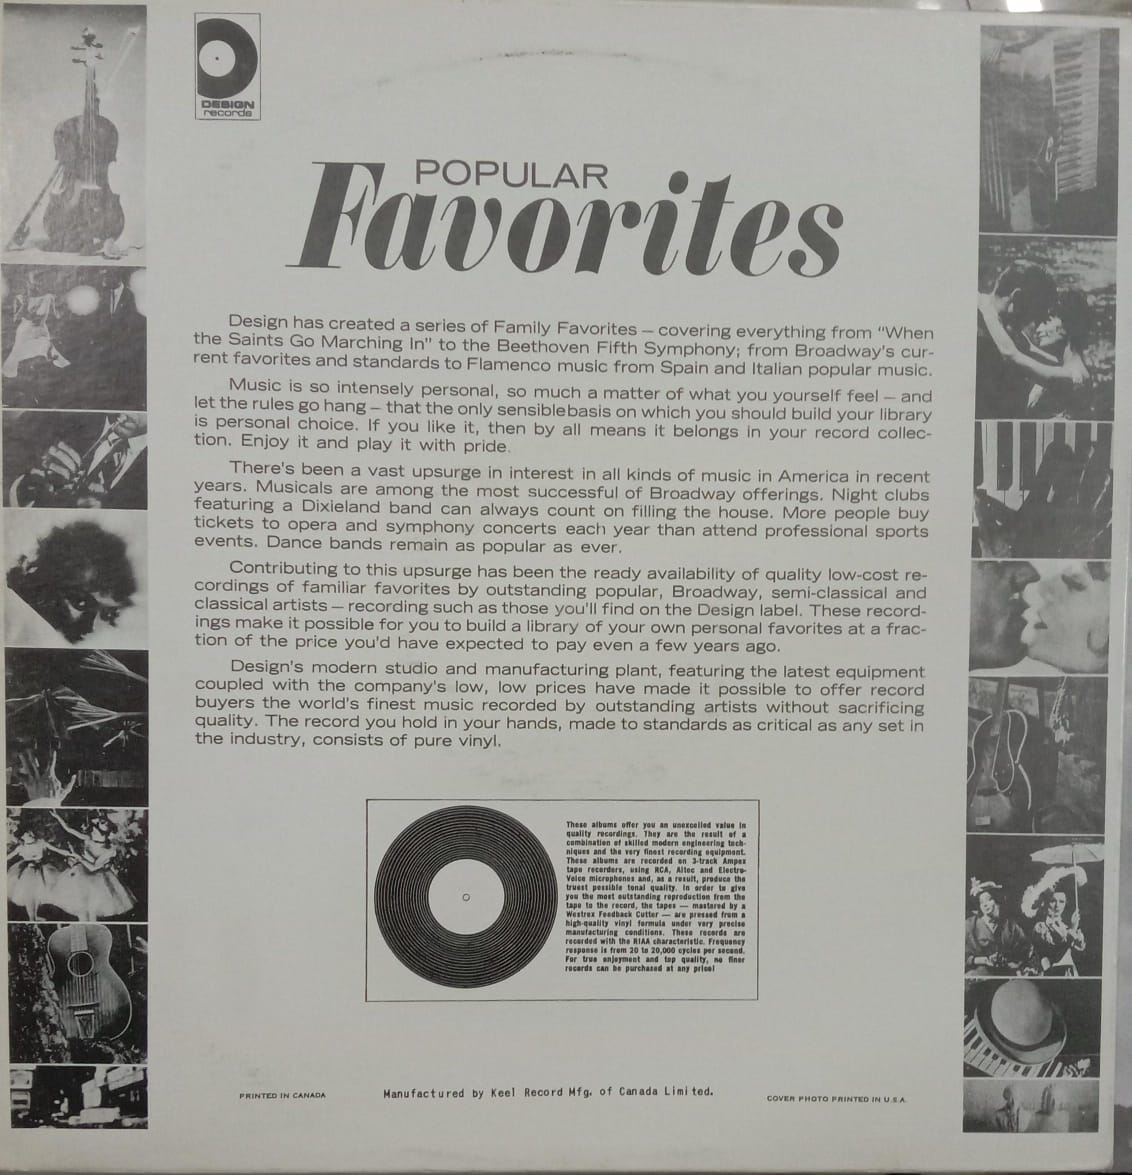 DESIGN
records
POPULAR
Favorites
Design has created a series of Family Favorites — covering everything from "When
the Saints Go Marching In" to the Beethoven Fifth Symphony; from Broadway's cur-
rent favorites and standards to Flamenco music from Spain and Italian popular music.
Music is so intensely personal, so much a matter of what you yourself feel — and
let the rules go hang — that the only sensible basis on which you should build your library
is personal choice. If you like it, then by all means it belongs in your record collec-
tion. Enjoy it and play it with pride.
There's been a vast upsurge in interest in all kinds of music in America in recent
years. Musicals are among the most successful of Broadway offerings. Night clubs
featuring a Dixieland band can always count on filling the house. More people buy
tickets to opera and symphony concerts each year than attend professional sports
events. Dance bands remain as popular as ever.
Contributing to this upsurge has been the ready availability of quality low-cost re-
cordings of familiar favorites by outstanding popular, Broadway, semi-classical and
classical artists — recording such as those you'll find on the Design label. These record-
ings make it possible for you to build a library of your own personal favorites at a frac-
tion of the price you'd have expected to pay even a few years ago.
Design's modern studio and manufacturing plant, featuring the latest equipment
coupled with the company's low, low prices have made it possible to offer record
buyers the world's finest music recorded by outstanding artists without sacrificing
quality. The record you hold in your hands, made to standards as critical as any set in
the industry, consists of pure vinyl.
These albums offer you an unexcelled value in
quality recordings. They are the result of a
combination of skilled modern engineering tech-
niques and the very finest recording equipment.
These albums are recorded on 3-track Ampex
tape recorders, using RCA, Altec and Electro-
Voice microphones and, as a result, produce the
truest possible tonal quality. In order to give
you the most outstanding reproduction from the
tape to the record, the tapes — mastered by a
Westrex Feedback Cutter — are pressed from a
high-quality vinyl formula under very precise
manufacturing conditions. These records are
recorded with the RIAA characteristic. Frequency
response is from 20 to 20,000 cycles per second.
For true enjoyment and top quality, no finer
records can be purchased at any price!
PRINTED IN CANADA
Manufactured by Keel Record Mfg. of Canada Limited.
COVER PHOTO PRINTED IN U.S.A.